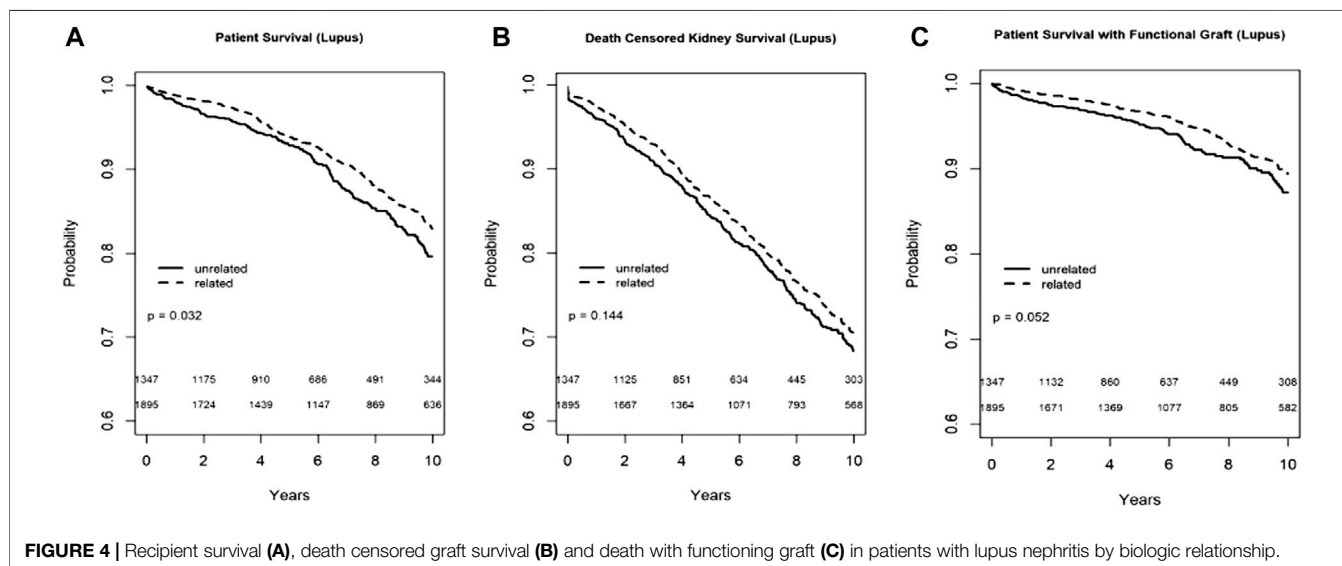 A
Patient Survival (Lupus)
Probability
1.0
0.9
0.8
0.7
0.6
unrelated
related
p = 0.032
1347 1175 910 686 491 344
1895 1724 1439 1147 869 636
0 2 4 6 8 10
Years
B
Death Censored Kidney Survival (Lupus)
Probability
1.0
0.9
0.8
0.7
0.6
unrelated
related
p = 0.144
1347 1125 851 634 445 303
1895 1667 1364 1071 793 568
0 2 4 6 8 10
Years
C
Patient Survival with Functional Graft (Lupus)
Probability
1.0
0.9
0.8
0.7
0.6
unrelated
related
p = 0.052
1347 1132 860 637 449 308
1895 1671 1369 1077 805 582
0 2 4 6 8 10
Years
FIGURE 4 | Recipient survival (A), death censored graft survival (B) and death with functioning graft (C) in patients with lupus nephritis by biologic relationship.